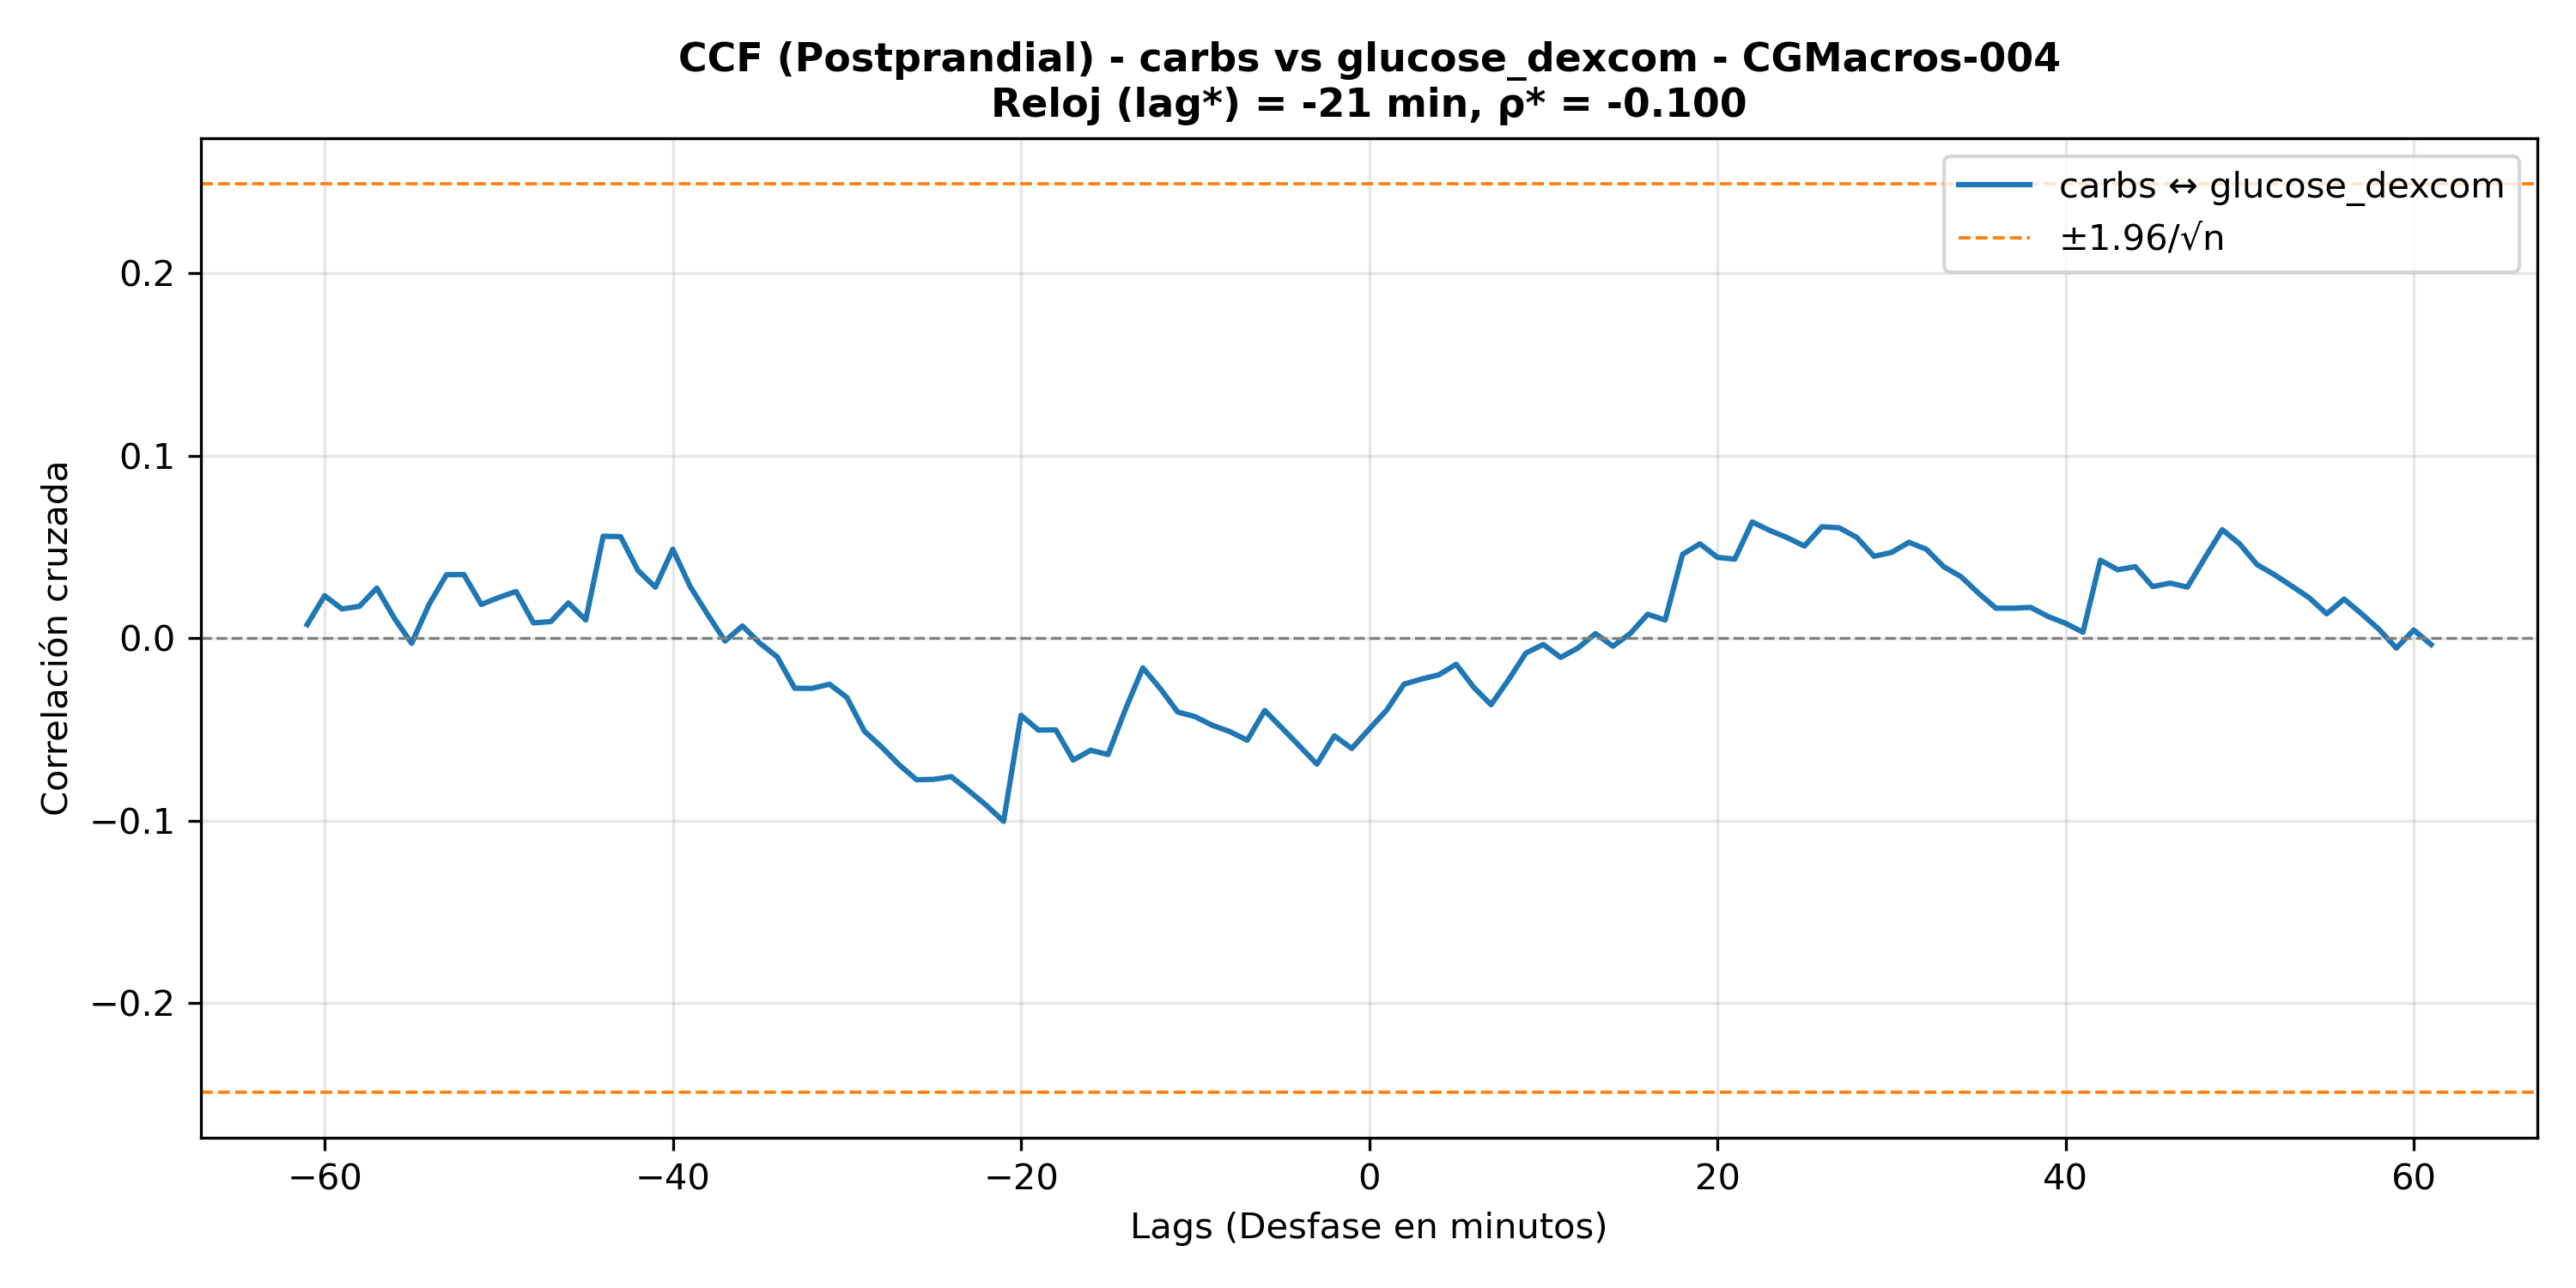 CCF (Postprandial) - carbs vs glucose_dexcom - CGMacros-004
Reloj (lag*) = -21 min, ρ* = -0.100
carbs ↔ glucose_dexcom
±1.96/√n
Correlación cruzada
0.2
0.1
0.0
−0.1
−0.2
−60 −40 −20 0 20 40 60
Lags (Desfase en minutos)